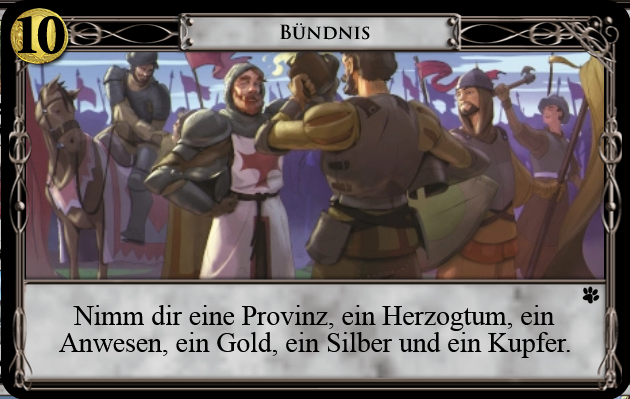 10
BÜNDNIS
Nimm dir eine Provinz, ein Herzogtum, ein
Anwesen, ein Gold, ein Silber und ein Kupfer.